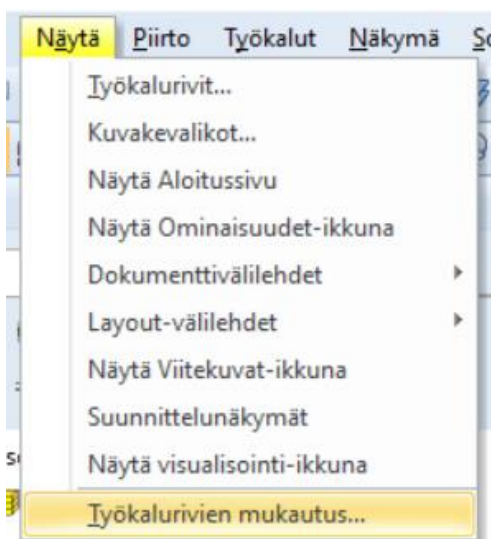 Näytä Piirto Työkalut Näkymä
Työkalurivit...
Kuvakevalikot...
Näytä Aloitussivu
Näytä Ominaisuudet-ikkuna
Dokumenttivälilehdet
Layout-välilehdet
Näytä Viitekuvat-ikkuna
Suunnittelunäkymät
Näytä visualisointi-ikkuna
Työkalurivien mukautus...